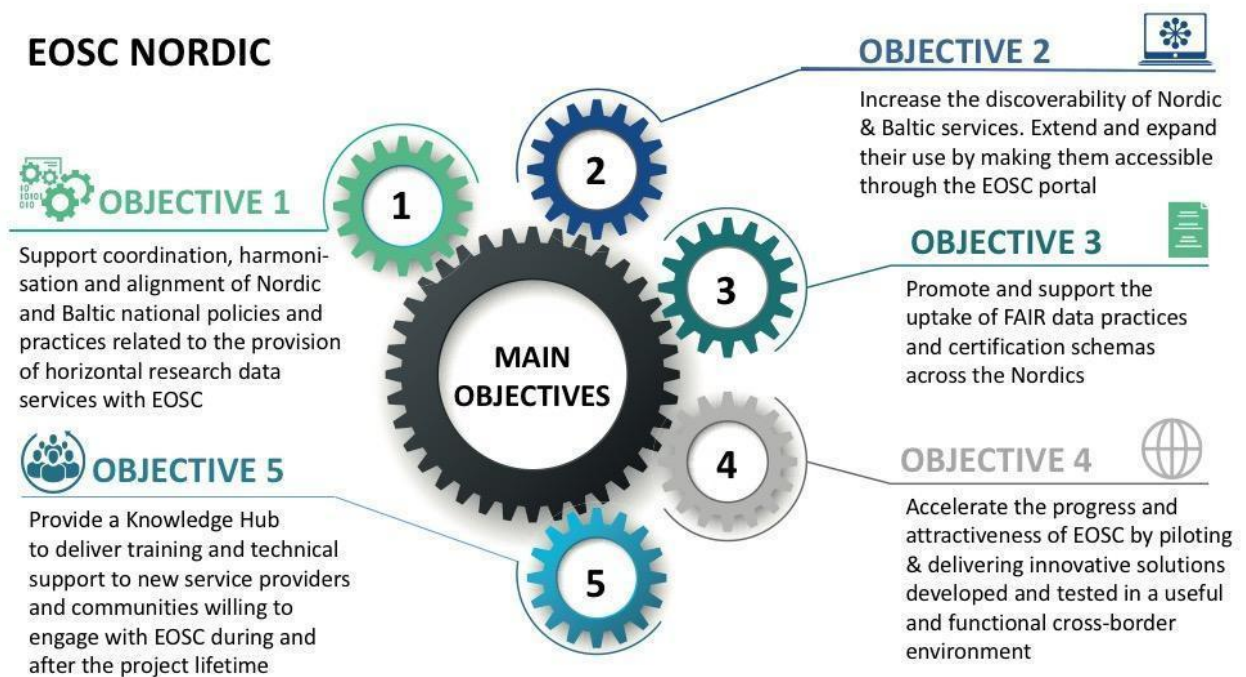 EOSC NORDIC
OBJECTIVE 1
Support coordination, harmoni-
sation and alignment of Nordic
and Baltic national policies and
practices related to the provision
of horizontal research data
services with EOSC
OBJECTIVE 2
Increase the discoverability of Nordic
& Baltic services. Extend and expand
their use by making them accessible
through the EOSC portal
OBJECTIVE 3
Promote and support the
uptake of FAIR data practices
and certification schemas
across the Nordics
OBJECTIVE 4
Accelerate the progress and
attractiveness of EOSC by piloting
& delivering innovative solutions
developed and tested in a useful
and functional cross-border
environment
OBJECTIVE 5
Provide a Knowledge Hub
to deliver training and technical
support to new service providers
and communities willing to
engage with EOSC during and
after the project lifetime
MAIN
OBJECTIVES
1
2
3
4
5
10
10101
010